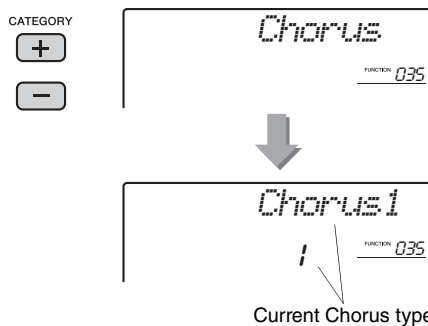 CATEGORY
+
-
Chorus
FUNCTION 035
Chorus1
1 FUNCTION 035
Current Chorus type